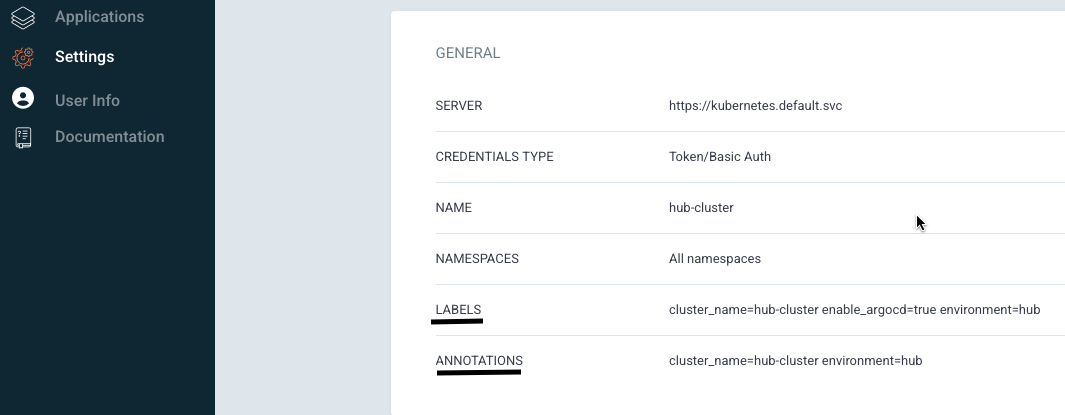 Applications
Settings
User Info
Documentation
GENERAL
SERVER https://kubernetes.default.svc
CREDENTIALS TYPE Token/Basic Auth
NAME hub-cluster
NAMESPACES All namespaces
LABELS cluster_name=hub-cluster enable_argocd=true environment=hub
ANNOTATIONS cluster_name=hub-cluster environment=hub